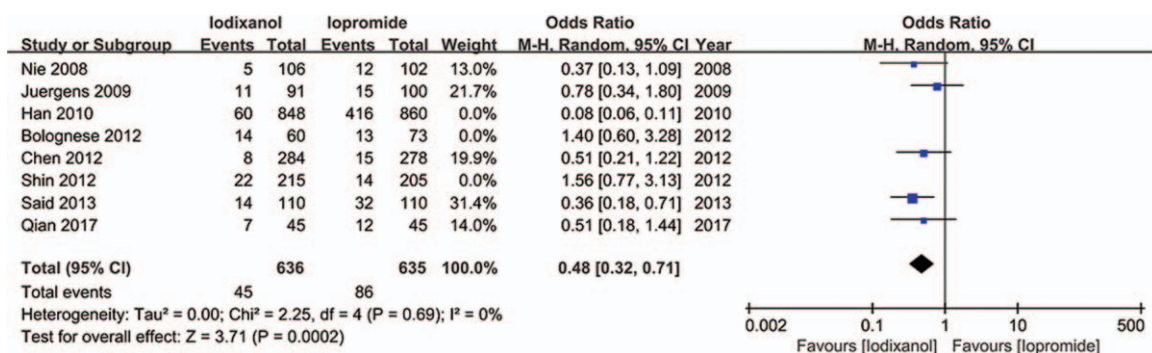 Iodixanol Iopromide Odds Ratio Odds Ratio
Study or Subgroup Events Total Events Total Weight M-H, Random, 95% CI Year M-H, Random, 95% CI
Nie 2008 5 106 12 102 13.0% 0.37 [0.13, 1.09] 2008
Juergens 2009 11 91 15 100 21.7% 0.78 [0.34, 1.80] 2009
Han 2010 60 848 416 860 0.0% 0.08 [0.06, 0.11] 2010
Bolognese 2012 14 60 13 73 0.0% 1.40 [0.60, 3.28] 2012
Chen 2012 8 284 15 278 19.9% 0.51 [0.21, 1.22] 2012
Shin 2012 22 215 14 205 0.0% 1.56 [0.77, 3.13] 2012
Said 2013 14 110 32 110 31.4% 0.36 [0.18, 0.71] 2013
Qian 2017 7 45 12 45 14.0% 0.51 [0.18, 1.44] 2017
Total (95% CI) 636 635 100.0% 0.48 [0.32, 0.71]
Total events 45 86
Heterogeneity: Tau² = 0.00; Chi² = 2.25, df = 4 (P = 0.69); I² = 0%
Test for overall effect: Z = 3.71 (P = 0.0002)
0.002 0.1 1 10 500
Favours [Iodixanol] Favours [Iopromide]